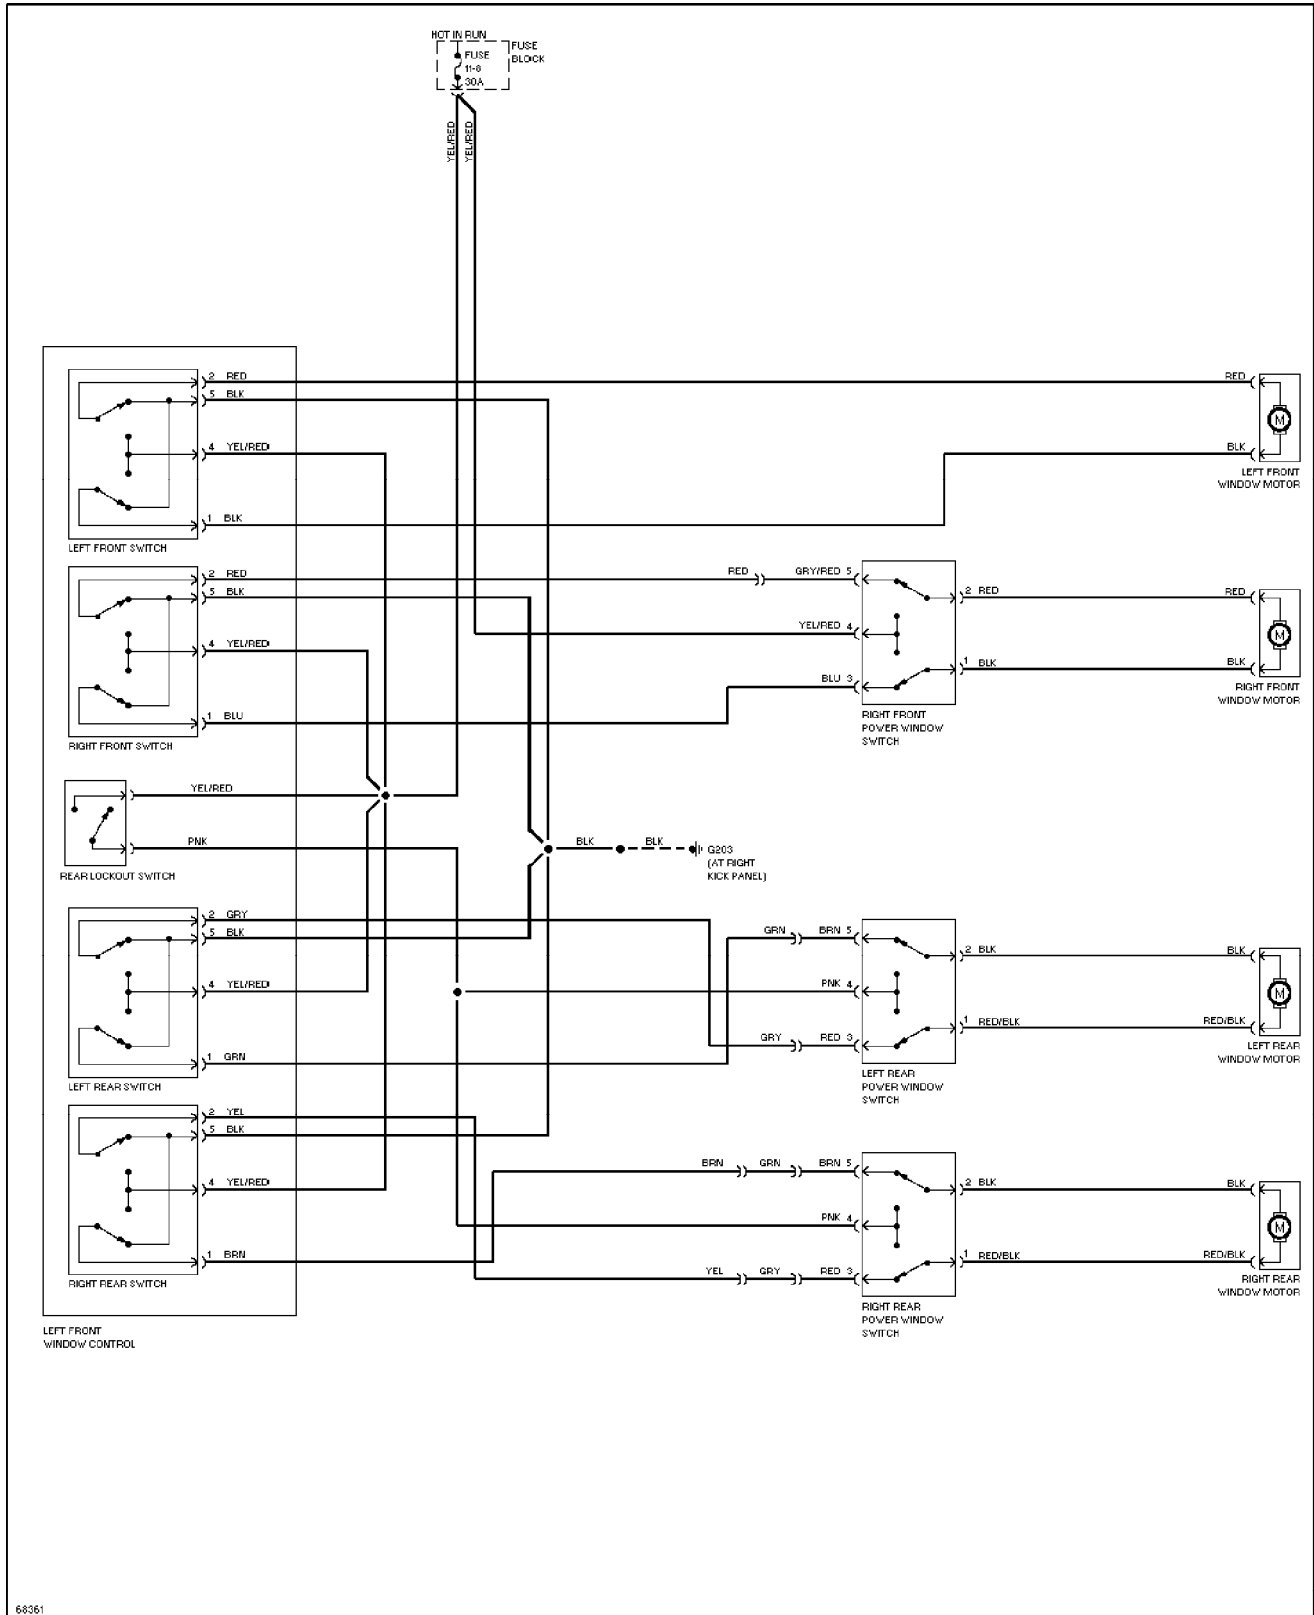 HOT IN RUN
FUSE
11-8
30A
FUSE
BLOCK
YEL/RED
YEL/RED
2 RED
5 BLK
4 YEL/RED
1 BLK
LEFT FRONT SWITCH
RED
BLK
LEFT FRONT
WINDOW MOTOR
2 RED
5 BLK
4 YEL/RED
1 BLU
RIGHT FRONT SWITCH
RED
GRY/RED 5
YEL/RED 4
BLU 3
2 RED
1 BLK
RIGHT FRONT
POWER WINDOW
SWITCH
RED
BLK
RIGHT FRONT
WINDOW MOTOR
YEL/RED
PNK
REAR LOCKOUT SWITCH
BLK
BLK
G203
(AT RIGHT
KICK PANEL)
2 GRY
5 BLK
4 YEL/RED
1 GRN
LEFT REAR SWITCH
GRN
BRN 5
PNK 4
GRY
RED 3
2 BLK
1 RED/BLK
LEFT REAR
POWER WINDOW
SWITCH
BLK
RED/BLK
LEFT REAR
WINDOW MOTOR
2 YEL
5 BLK
4 YEL/RED
1 BRN
RIGHT REAR SWITCH
BRN
GRN
BRN 5
PNK 4
YEL
GRY
RED 3
2 BLK
1 RED/BLK
RIGHT REAR
POWER WINDOW
SWITCH
BLK
RED/BLK
RIGHT REAR
WINDOW MOTOR
M
M
M
M
LEFT FRONT
WINDOW CONTROL
68361